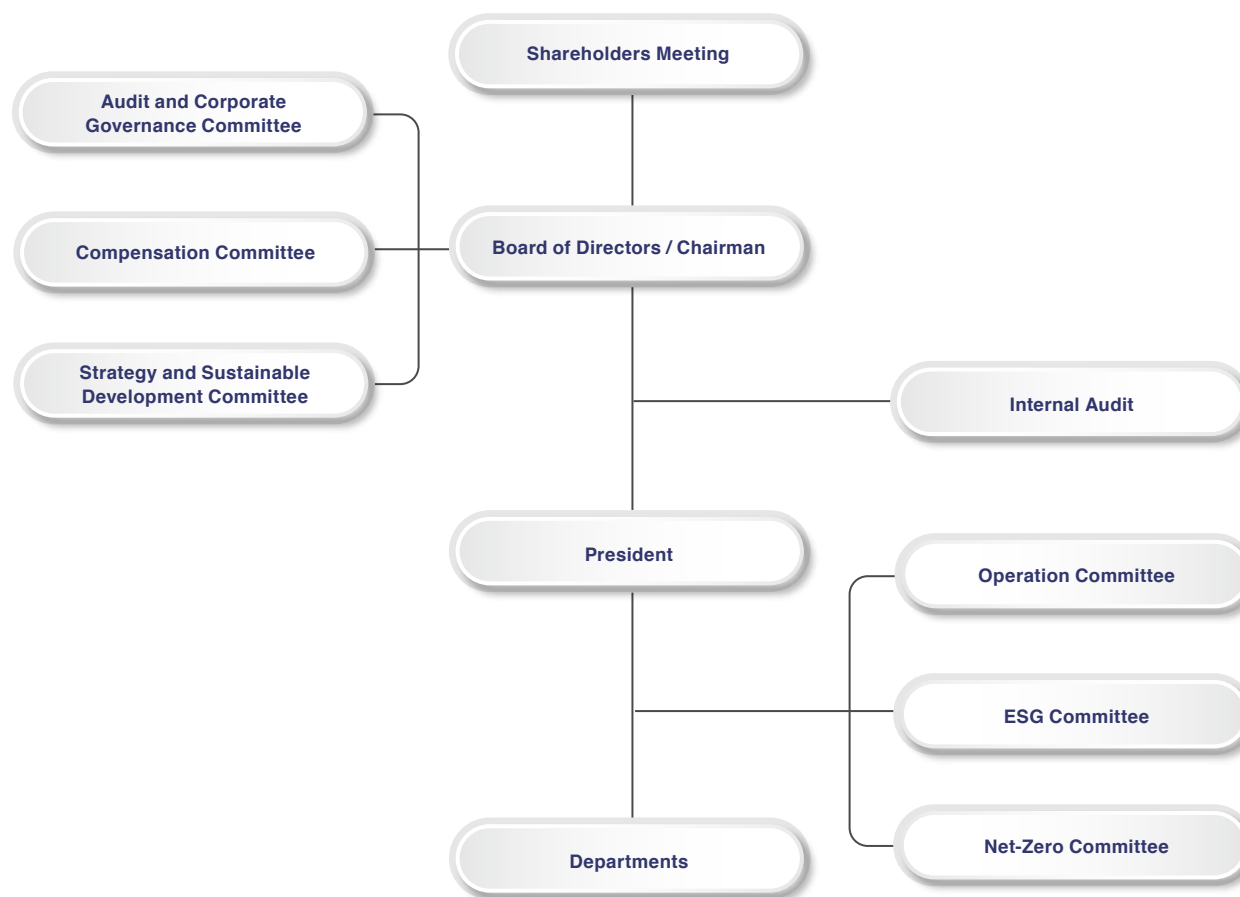 Shareholders Meeting
Audit and Corporate
Governance Committee
Compensation Committee
Board of Directors / Chairman
Strategy and Sustainable
Development Committee
Internal Audit
President
Operation Committee
ESG Committee
Net-Zero Committee
Departments